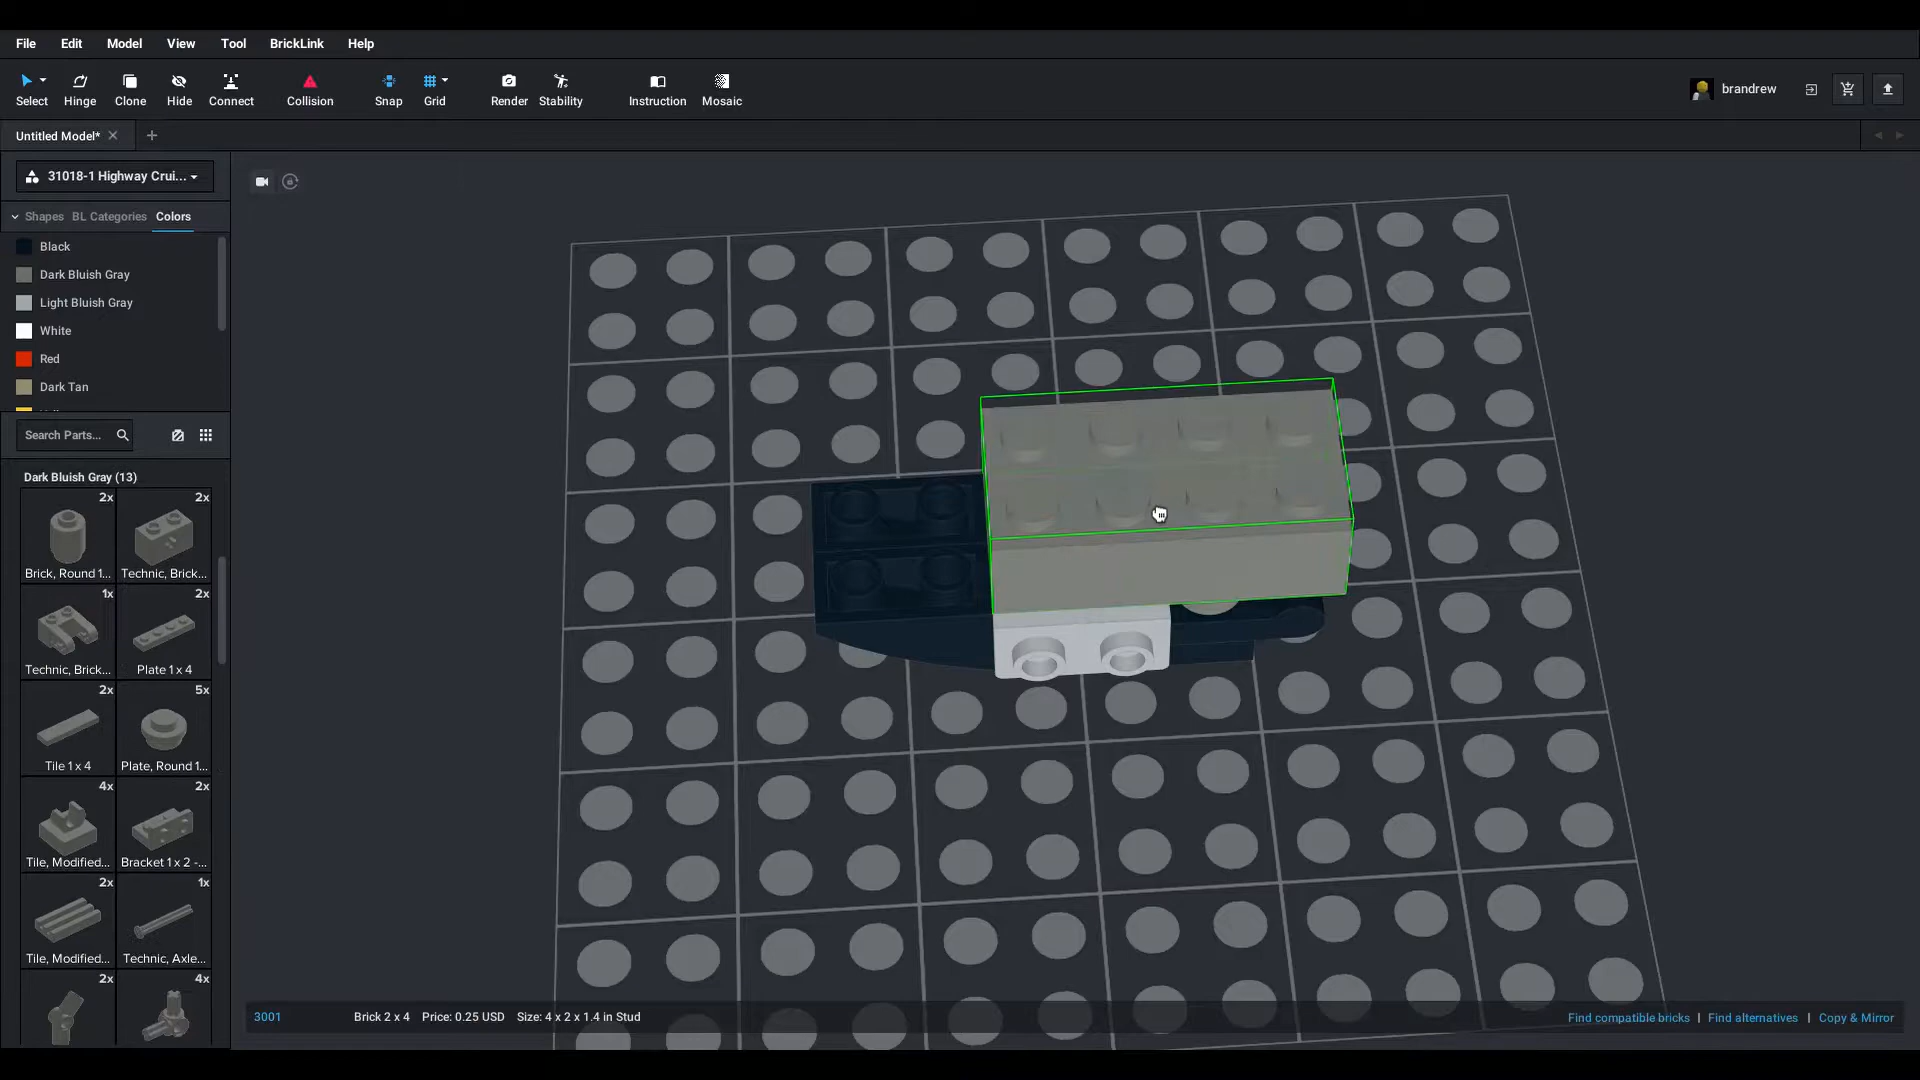 File Edit Model View Tool BrickLink Help
Select Hinge Clone Hide Connect Collision Snap Grid Render Stability Instruction Mosaic
brandrew
Untitled Model*
31018-1 Highway Crui...
Shapes BL Categories Colors
Black
Dark Bluish Gray
Light Bluish Gray
White
Red
Dark Tan
Search Parts...
Dark Bluish Gray (13)
2x 2x
Brick, Round 1... Technic, Brick...
1x 2x
Technic, Brick... Plate 1 x 4
2x 5x
Tile 1 x 4 Plate, Round 1...
4x 2x
Tile, Modified... Bracket 1 x 2 -...
2x 1x
Tile, Modified... Technic, Axle...
2x 4x
3001 Brick 2 x 4 Price: 0.25 USD Size: 4 x 2 x 1.4 in Stud
Find compatible bricks | Find alternatives | Copy & Mirror